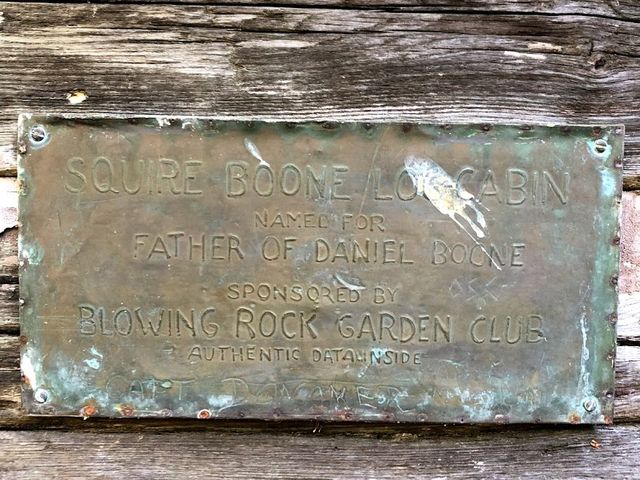 SQUIRE BOONE LOG CABIN
NAMED FOR
FATHER OF DANIEL BOONE
SPONSORED BY
BLOWING ROCK GARDEN CLUB
AUTHENTIC DATA INSIDE